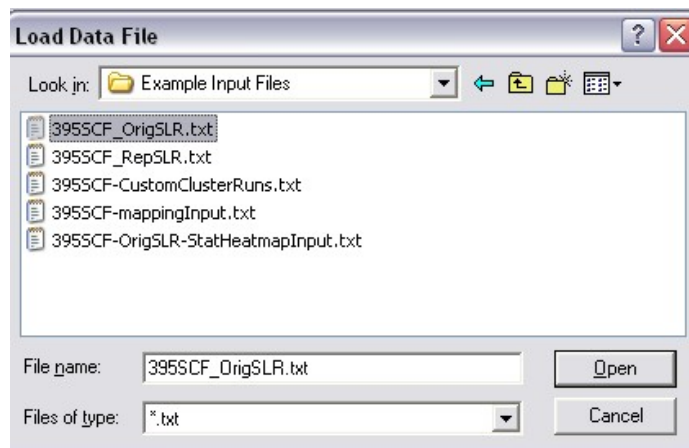 Load Data File
Look in: Example Input Files
395SCF_OrigSLR.txt
395SCF_RepSLR.txt
395SCF-CustomClusterRuns.txt
395SCF-mappingInput.txt
395SCF-OrigSLR-StatHeatmapInput.txt
File name: 395SCF_OrigSLR.txt Open
Files of type: *.txt Cancel